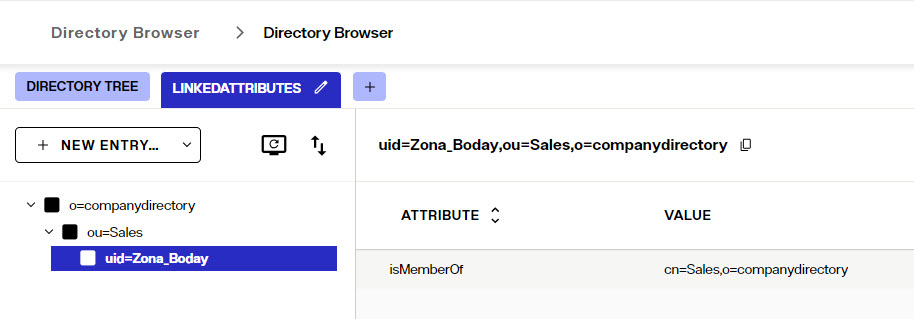 Directory Browser > Directory Browser
DIRECTORY TREE LINKEDATTRIBUTES +
+ NEW ENTRY...
uid=Zona_Boday,ou=Sales,o=companydirectory
o=companydirectory
ou=Sales
uid=Zona_Boday
ATTRIBUTE VALUE
isMemberOf cn=Sales,o=companydirectory